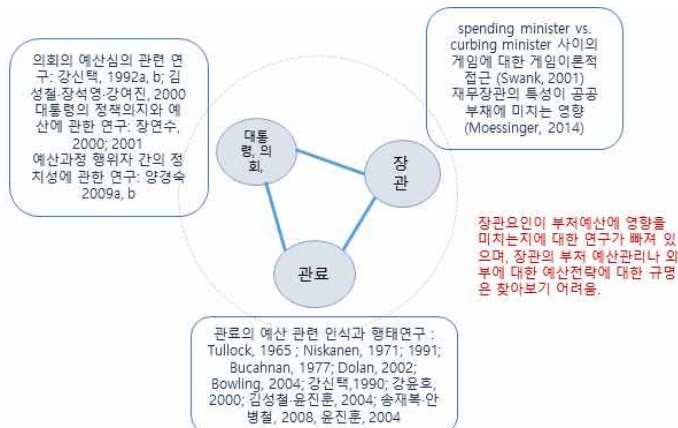 의회의 예산심의 관련 연
구: 강신택, 1992a, b; 김
성철·장석영·강여진, 2000
대통령의 정책의지와 예
산에 관한 연구: 장연수,
2000; 2001
예산과정 행위자 간의 정
치성에 관한 연구: 양경숙
2009a, b
spending minister vs.
curbing minister 사이의
게임에 대한 게임이론적
접근 (Swank, 2001)
재무장관의 특성이 공공
부채에 미치는 영향
(Moessinger, 2014)
대통
령, 의
회,
장
관
관료
장관요인이 부처예산에 영향을
미치는지에 대한 연구가 빠져 있
으며, 장관의 부처 예산관리나 외
부에 대한 예산전략에 대한 규명
은 찾아보기 어려움.
관료의 예산 관련 인식과 행태연구 :
Tullock, 1965 ; Niskanen, 1971; 1991;
Bucahnan, 1977; Dolan, 2002;
Bowling, 2004; 강신택,1990; 강윤호,
2000; 김성철·윤진훈, 2004; 송재복·안
병철, 2008, 윤진훈, 2004